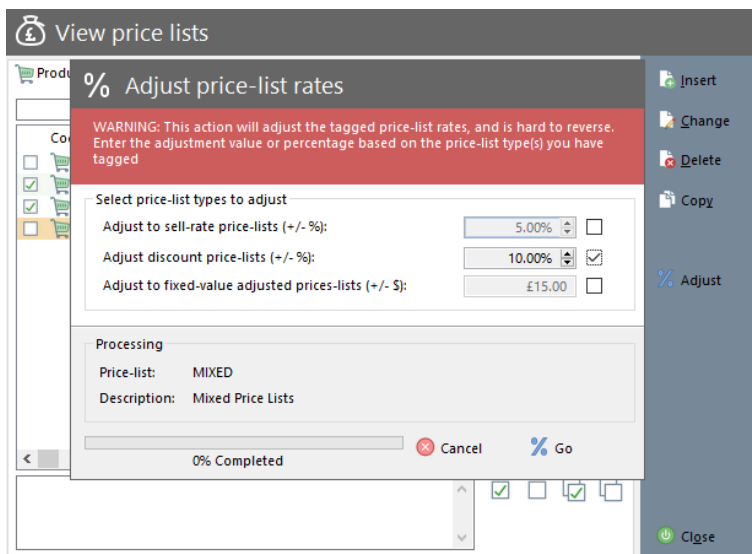 View price lists
Produ
Adjust price-list rates
WARNING: This action will adjust the tagged price-list rates, and is hard to reverse.
Enter the adjustment value or percentage based on the price-list type(s) you have
tagged
Co
Select price-list types to adjust
Adjust to sell-rate price-lists (+/- %): 5.00%
Adjust discount price-lists (+/- %): 10.00%
Adjust to fixed-value adjusted prices-lists (+/- $): £15.00
Processing
Price-list: MIXED
Description: Mixed Price Lists
0% Completed
Cancel
Go
Insert
Change
Delete
Copy
Adjust
Close